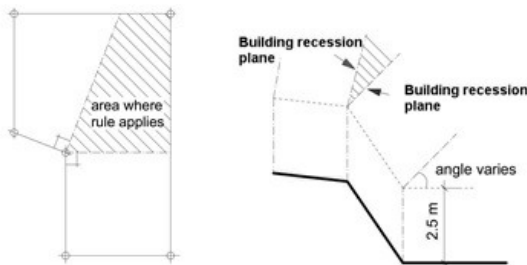 area where
rule applies
Building recession
plane
Building recession
plane
angle varies
2.5 m